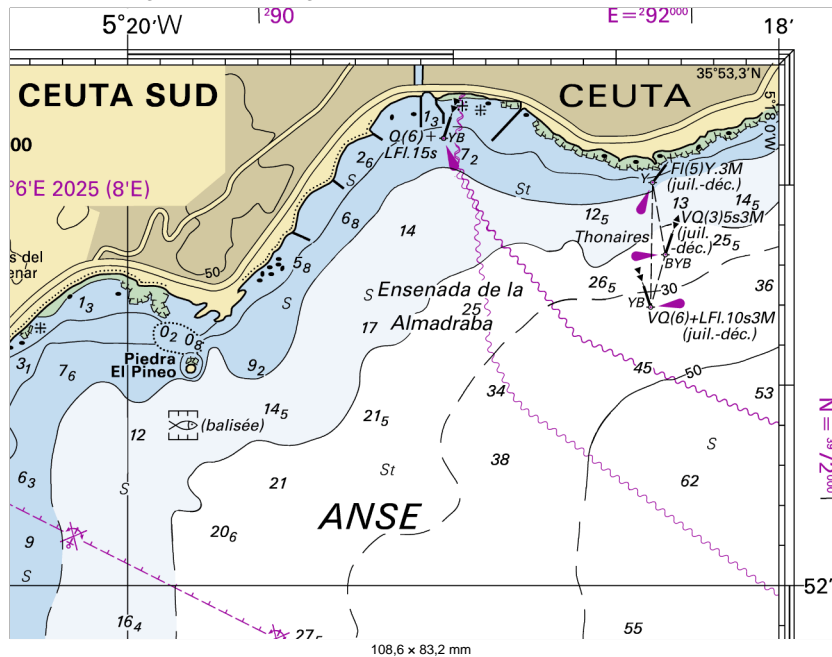 5°20'W
²90
E=²92⁰⁰⁰
18'
35°53,3'N
5°18,0'W
CEUTA SUD
CEUTA
00
°6'E 2025 (8'E)
s del
enar
50
1₃
Q(6)+
LFl.15s
YB
7₂
2₆
S
6₈
5₈
St
14
Y
Fl(5)Y.3M
(juil.-déc.)
13
14₅
12₅
VQ(3)5s3M
(juil.
-déc.)
25₅
Thonaires
BYB
26₅
30
36
YB
VQ(6)+LFl.10s3M
(juil.-déc.)
S
S
Ensenada de la
Almadraba
25
17
1₃
0₂
0₈
Piedra
El Pineo
3₁
7₆
9₂
45
50
53
34
14₅
(balisée)
21₅
12
N=³⁹72⁰⁰⁰
S
38
St
6₃
S
21
62
ANSE
20₆
9
S
52'
16₄
27₅
55
108,6 × 83,2 mm